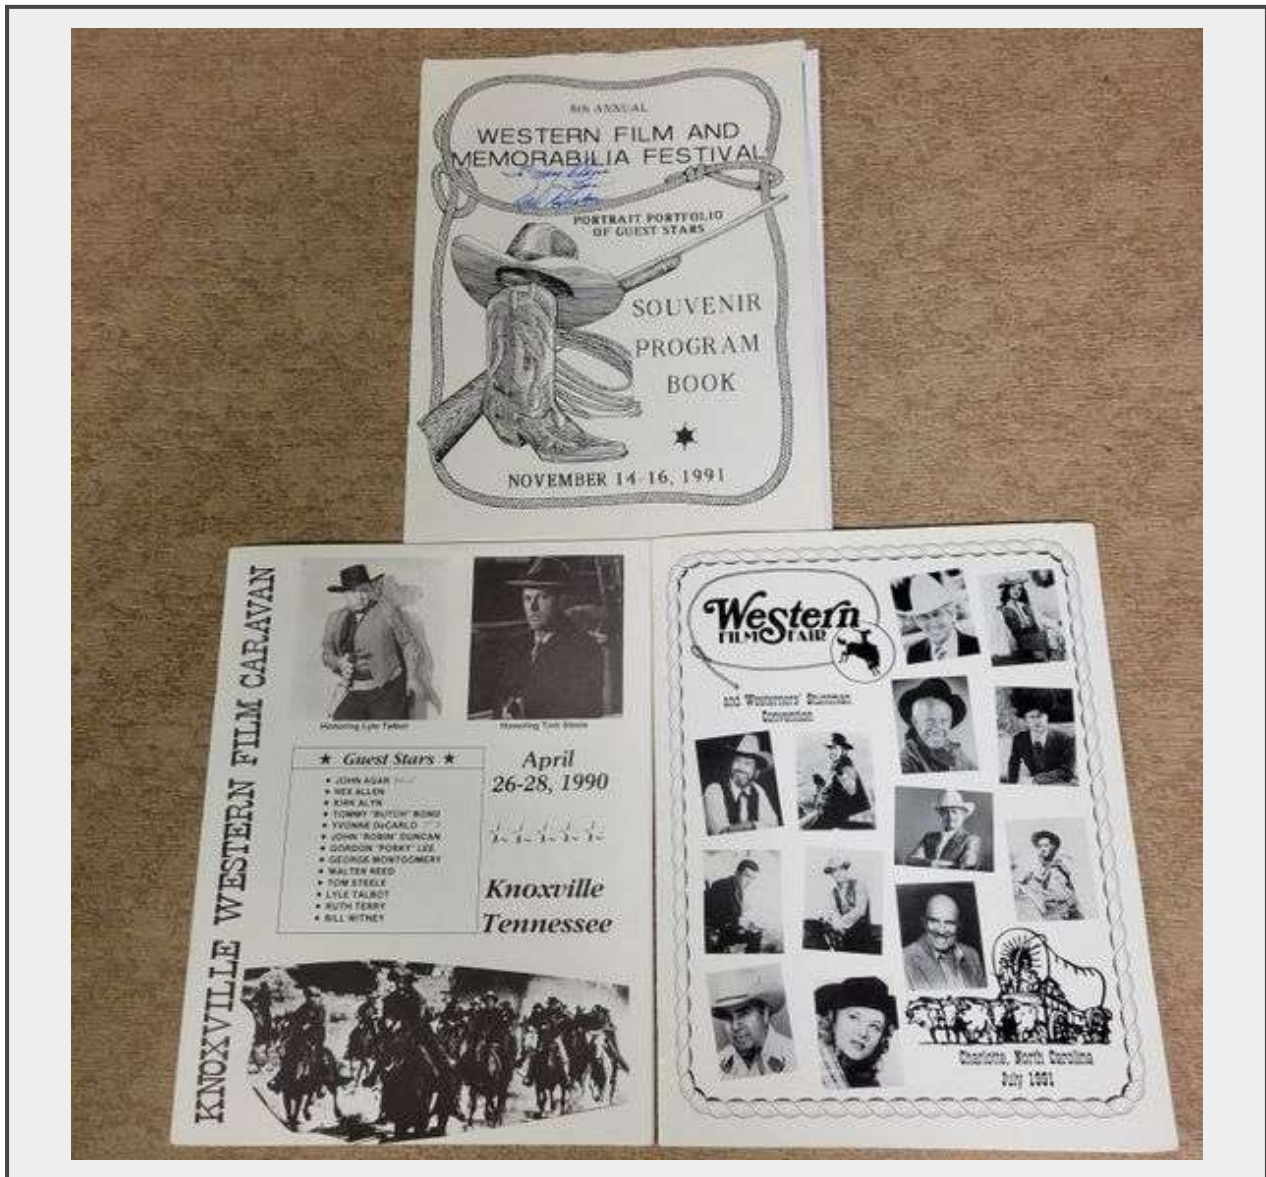 ANNUAL
WESTERN FILM AND
MEMORABILIA FESTIVAL
PORTRAIT PORTFOLIO
OF GUEST STARS
SOUVENIR
PROGRAM
BOOK
NOVEMBER 14-16, 1991
KNOXVILLE WESTERN FILM CARAVAN
Honoring Lyle Talbot
Honoring Tom Steele
★ Guest Stars ★
• JOHN AGAR
• REX ALLEN
• KIRK ALYN
• TOMMY "BUTCH" BOND
• YVONNE DeCARLO
• JOHN "ROBIN" DUNCAN
• GORDON "PORKY" LEE
• GEORGE MONTGOMERY
• WALTER REED
• TOM STEELE
• LYLE TALBOT
• RUTH TERRY
• BILL WITNEY
April
26-28, 1990
Knoxville
Tennessee
Western
FILM FAIR
and Westerners' Stuntman
Convention
Charlotte, North Carolina
July 1991